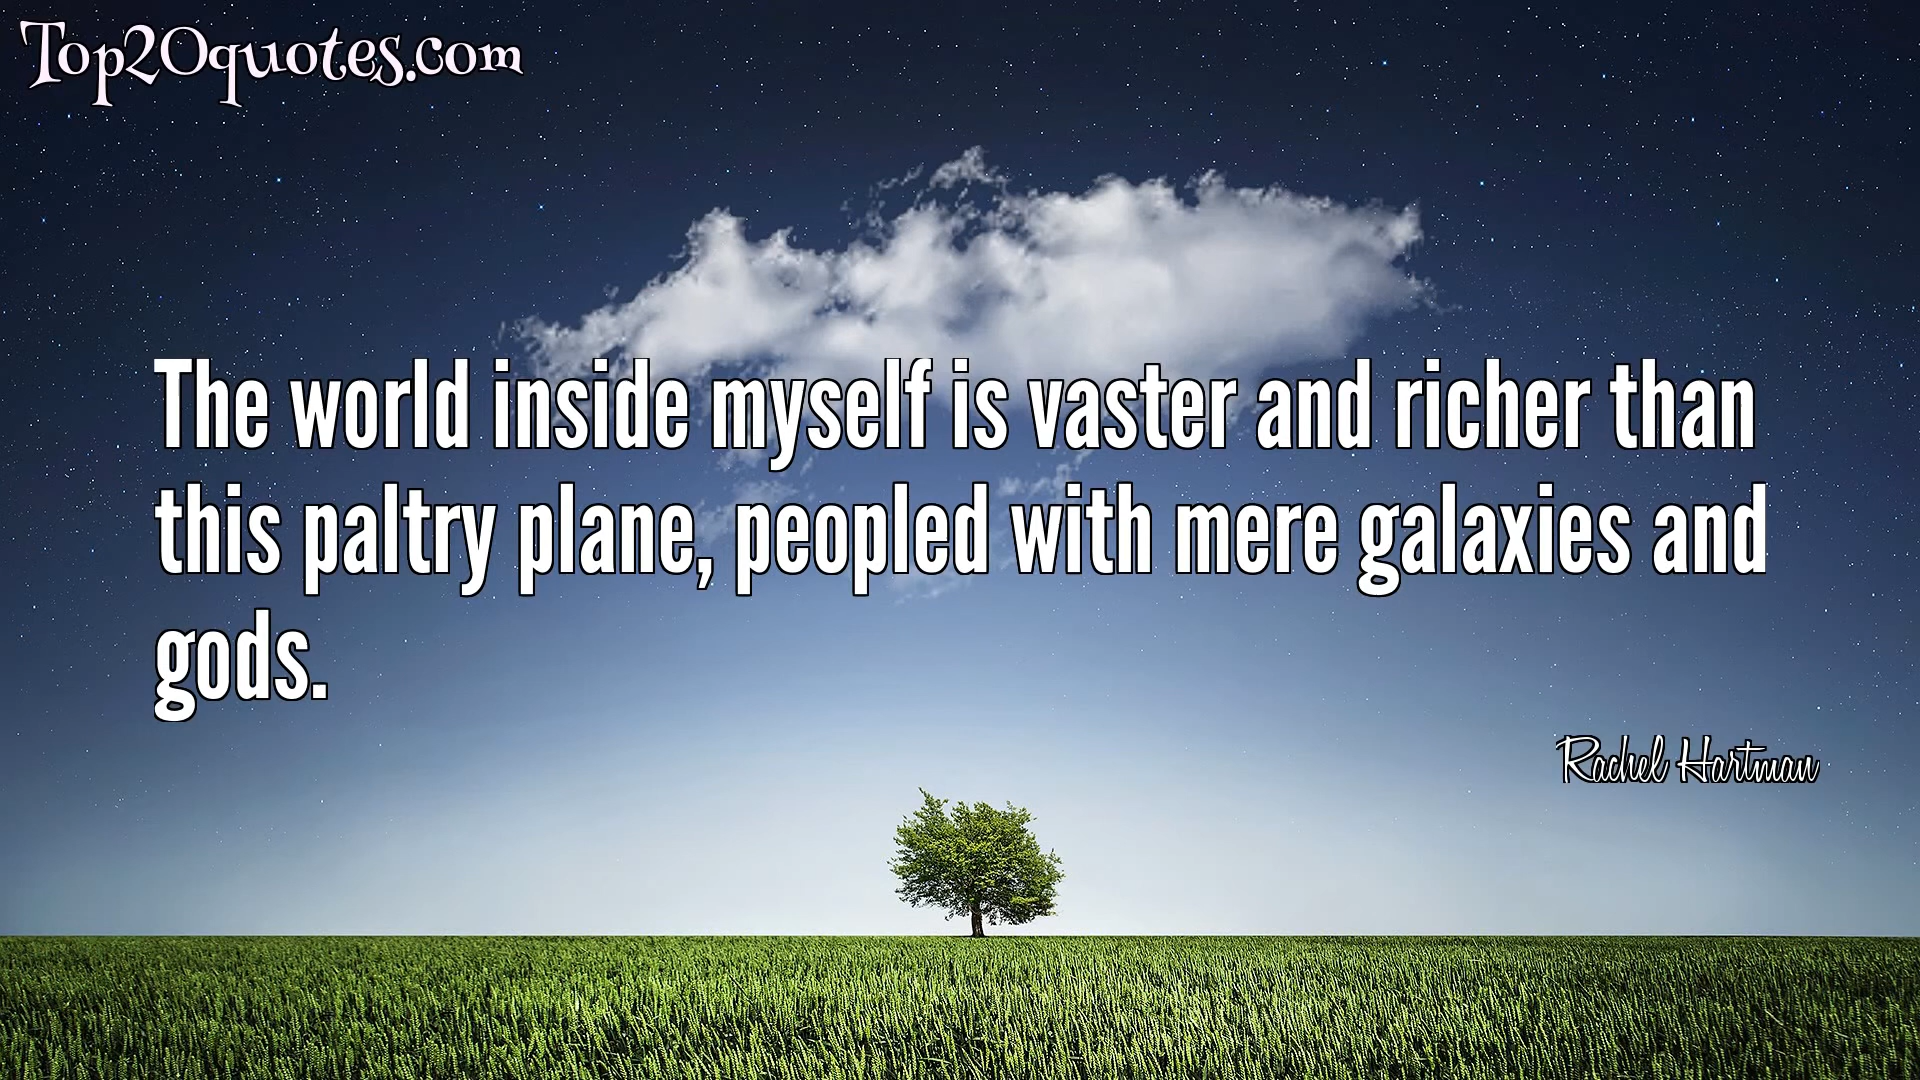 Top20quotes.com
The world inside myself is vaster and richer than
this paltry plane, peopled with mere galaxies and
gods.
Rachel Hartman